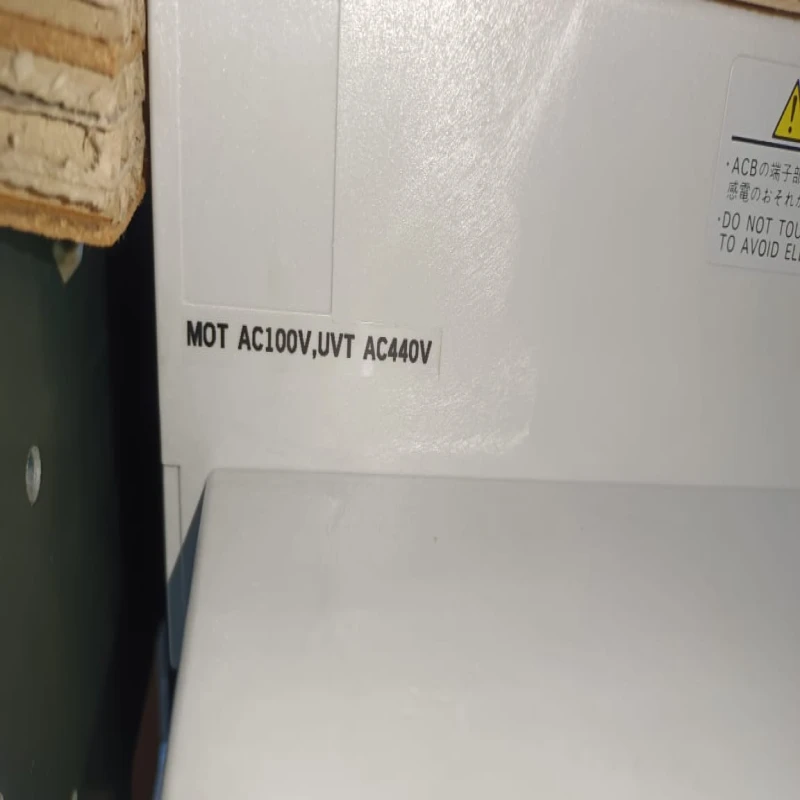 MOT AC100V,UVT AC440V
・ACBの端子部
感電のおそれが
・DO NOT TOU
TO AVOID EL